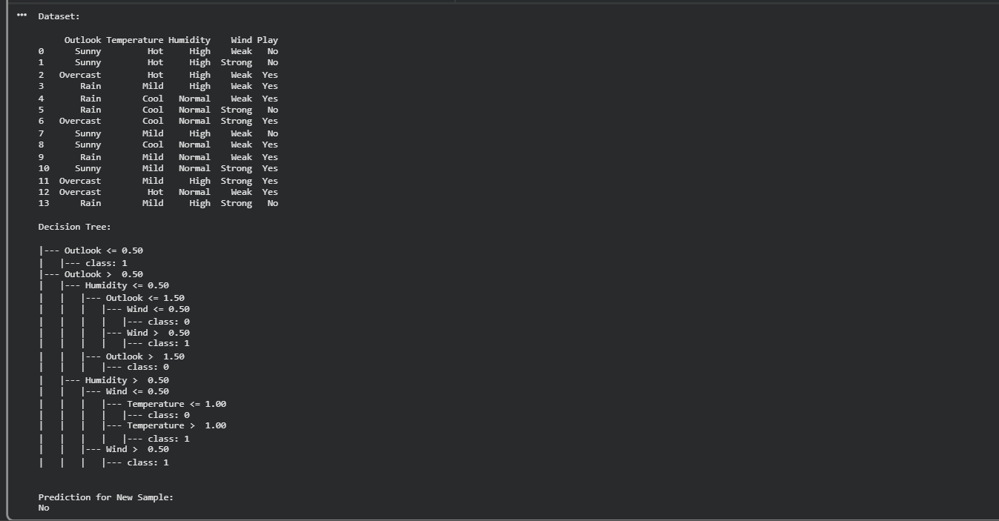 Dataset:
     Outlook Temperature Humidity    Wind Play
0      Sunny         Hot     High    Weak   No
1      Sunny         Hot     High  Strong   No
2   Overcast         Hot     High    Weak  Yes
3       Rain        Mild     High    Weak  Yes
4       Rain        Cool   Normal    Weak  Yes
5       Rain        Cool   Normal  Strong   No
6   Overcast        Cool   Normal  Strong  Yes
7      Sunny        Mild     High    Weak   No
8      Sunny        Cool   Normal    Weak  Yes
9       Rain        Mild   Normal    Weak  Yes
10     Sunny        Mild   Normal  Strong  Yes
11  Overcast        Mild     High  Strong  Yes
12  Overcast         Hot   Normal    Weak  Yes
13      Rain        Mild     High  Strong   No
Decision Tree:
|--- Outlook <= 0.50
|   |--- class: 1
|--- Outlook >  0.50
|   |--- Humidity <= 0.50
|   |   |--- Outlook <= 1.50
|   |   |   |--- Wind <= 0.50
|   |   |   |   |--- class: 0
|   |   |   |--- Wind >  0.50
|   |   |   |   |--- class: 1
|   |   |--- Outlook >  1.50
|   |   |   |--- class: 0
|   |--- Humidity >  0.50
|   |   |--- Wind <= 0.50
|   |   |   |--- Temperature <= 1.00
|   |   |   |   |--- class: 0
|   |   |   |--- Temperature >  1.00
|   |   |   |   |--- class: 1
|   |   |--- Wind >  0.50
|   |   |   |--- class: 1
Prediction for New Sample:
No